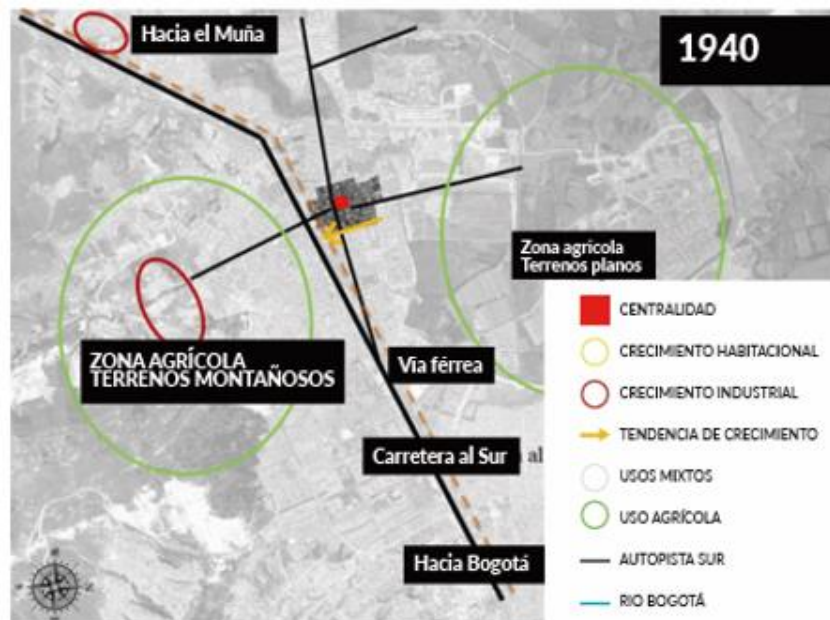 Hacia el Muña
1940
Zona agrícola
Terrenos planos
ZONA AGRÍCOLA
TERRENOS MONTAÑOSOS
Vía férrea
Carretera al Sur
al
Hacia Bogotá
CENTRALIDAD
CRECIMIENTO HABITACIONAL
CRECIMIENTO INDUSTRIAL
TENDENCIA DE CRECIMIENTO
USOS MIXTOS
USO AGRÍCOLA
AUTOPISTA SUR
RIO BOGOTÁ